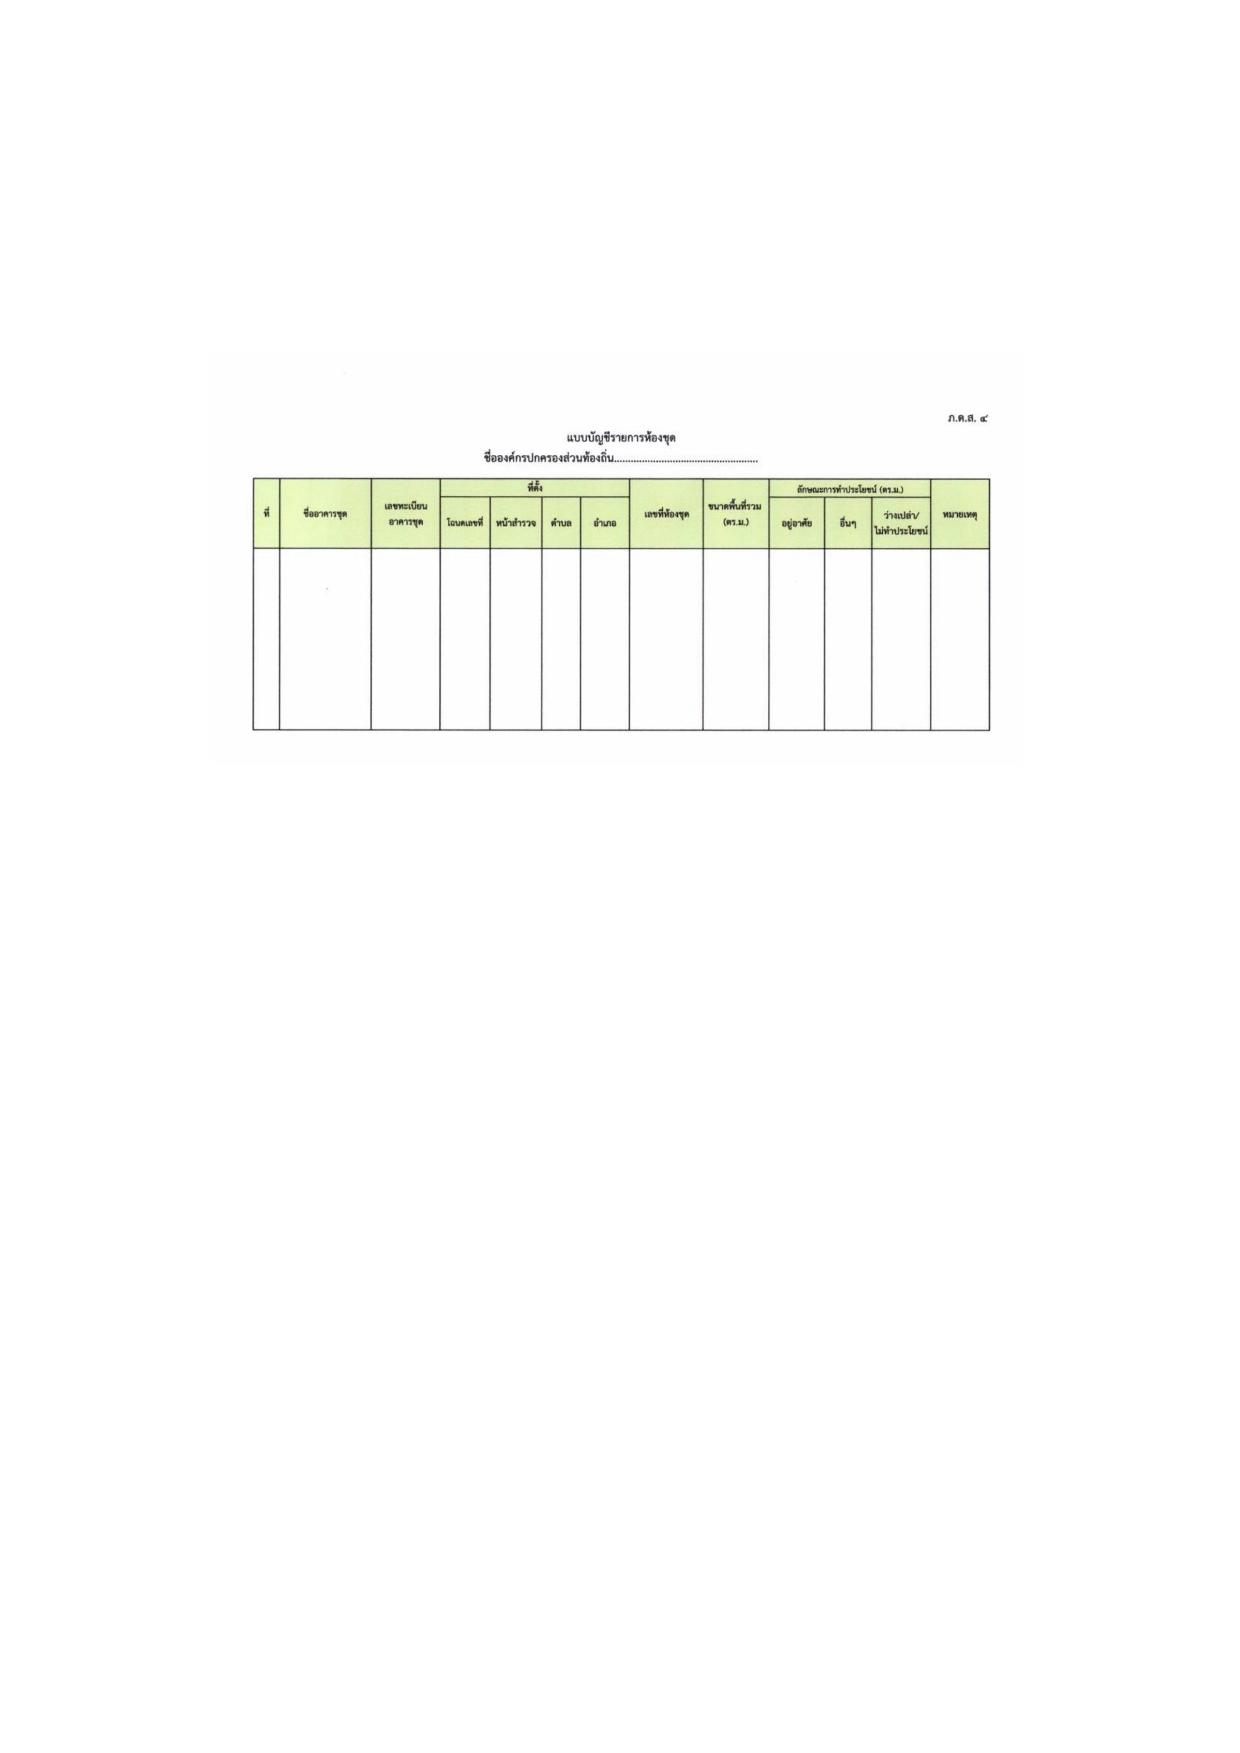 ภ.ด.ส. ๔
แบบบัญชีรายการห้องชุด
ชื่อองค์กรปกครองส่วนท้องถิ่น.....................................................
ที่
ชื่ออาคารชุด
เลขทะเบียน
อาคารชุด
ที่ตั้ง
โฉนดเลขที่
หน้าสำรวจ
ตำบล
อำเภอ
เลขที่ห้องชุด
ขนาดพื้นที่รวม
(ตร.ม.)
ลักษณะการทำประโยชน์ (ตร.ม.)
อยู่อาศัย
อื่นๆ
ว่างเปล่า/
ไม่ทำประโยชน์
หมายเหตุ